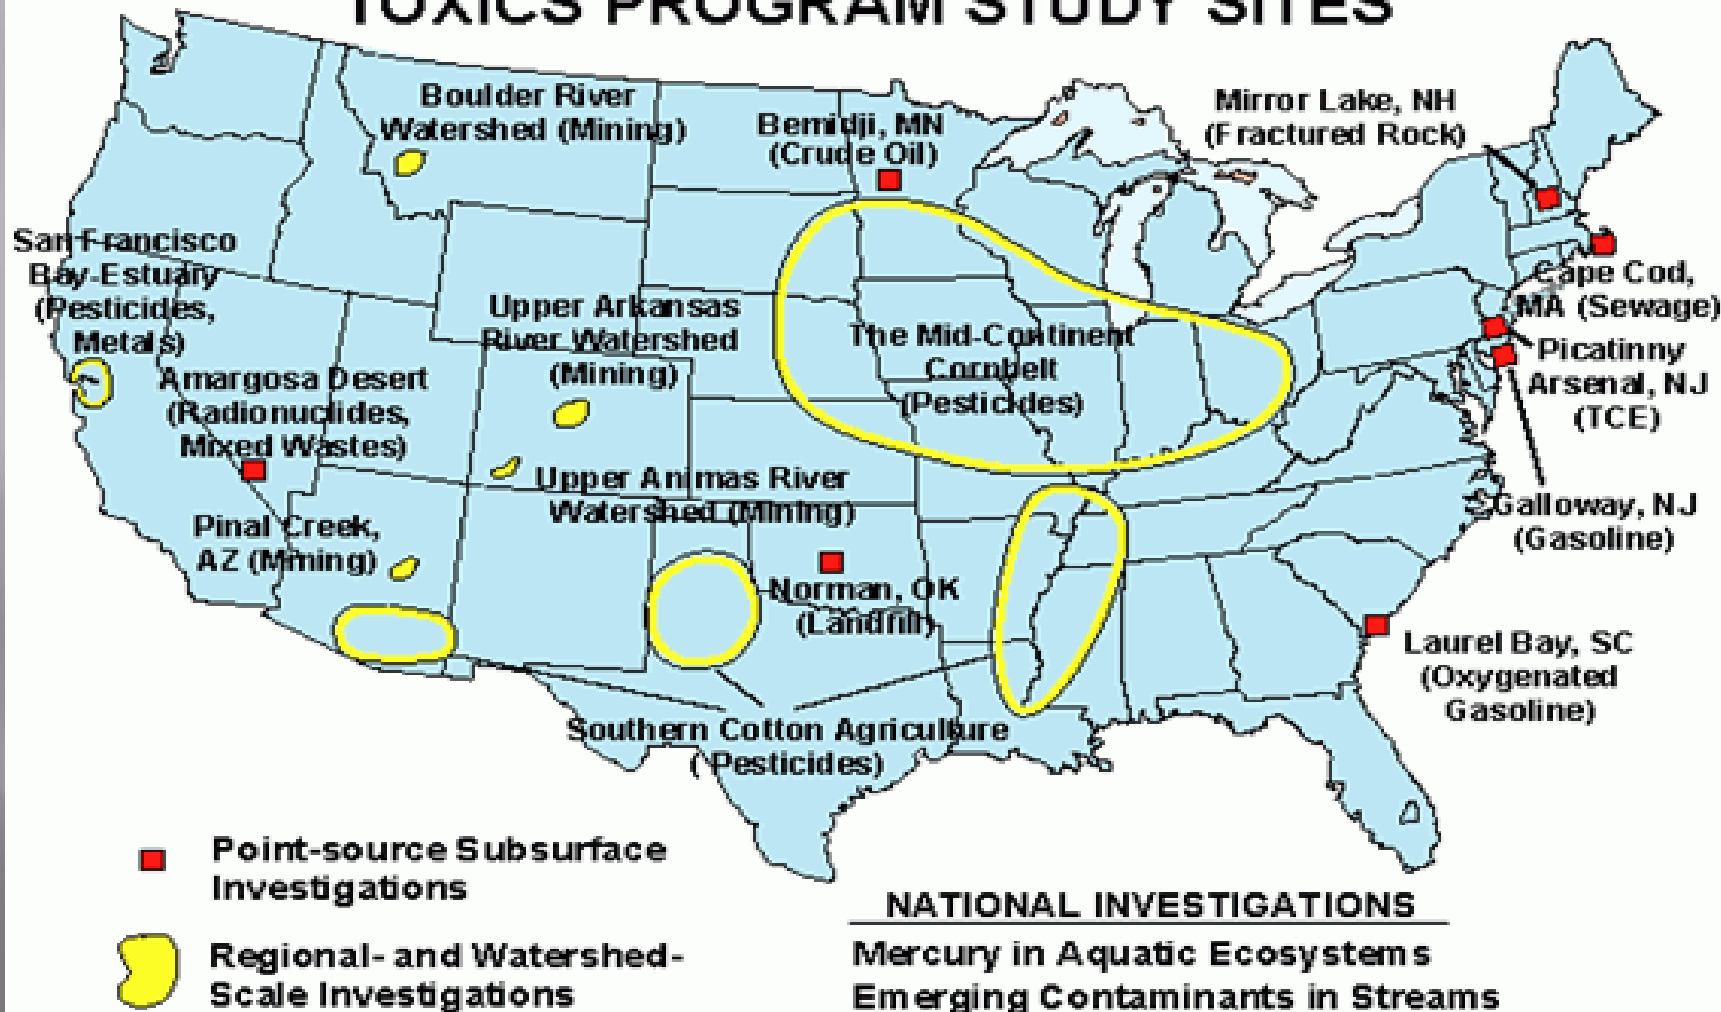 TOXICS PROGRAM STUDY SITES
Boulder River
Watershed (Mining)
Bemidji, MN
(Crude Oil)
Mirror Lake, NH
(Fractured Rock)
San Francisco
Bay Estuary
(Pesticides,
Metals)
Upper Arkansas
River Watershed
(Mining)
The Mid-Continent
Cornbelt
(Pesticides)
Cape Cod,
MA (Sewage)
Picatinny
Arsenal, NJ
(TCE)
Amargosa Desert
(Radionuclides,
Mixed Wastes)
Upper Animas River
Watershed (Mining)
Galloway, NJ
(Gasoline)
Pinal Creek,
AZ (Mining)
Norman, OK
(Landfill)
Laurel Bay, SC
(Oxygenated
Gasoline)
Southern Cotton Agriculture
( Pesticides)
Point-source Subsurface
Investigations
Regional- and Watershed-
Scale Investigations
NATIONAL INVESTIGATIONS
Mercury in Aquatic Ecosystems
Emerging Contaminants in Streams